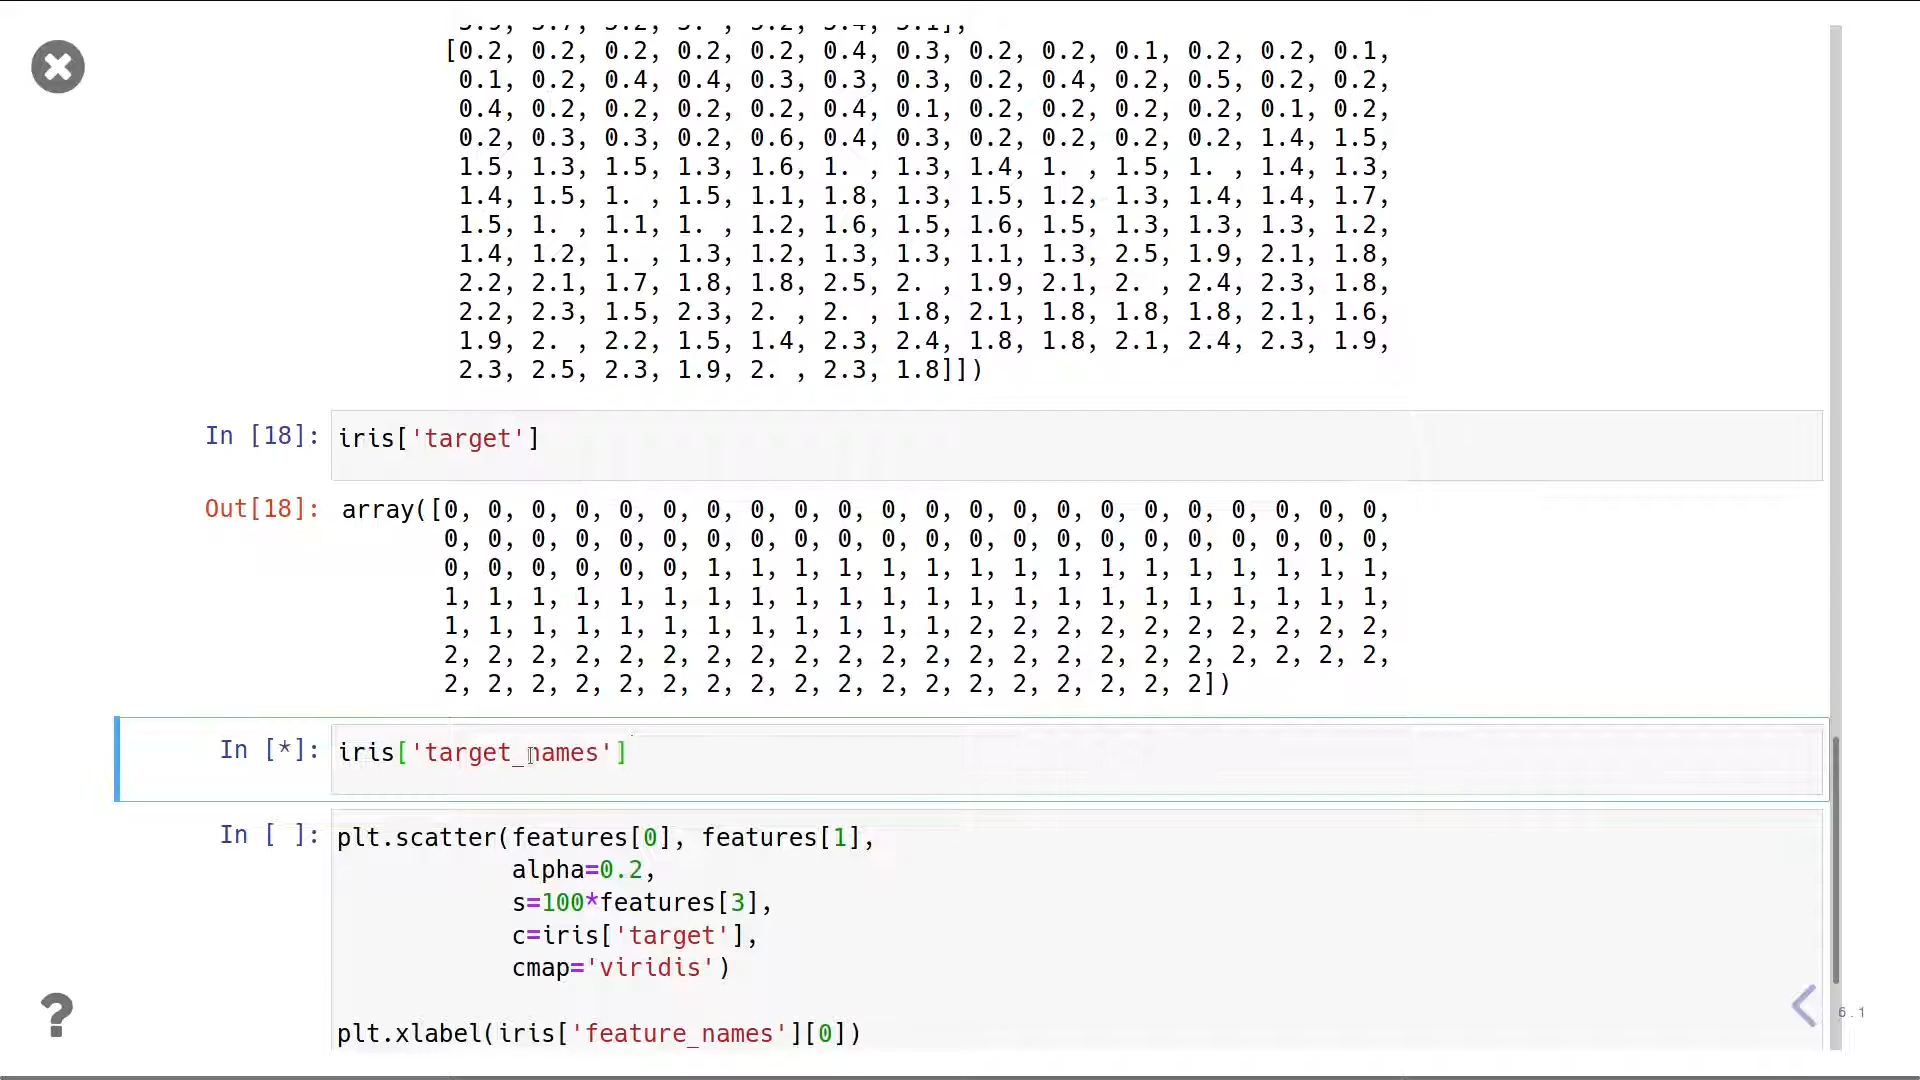 [0.2, 0.2, 0.2, 0.2, 0.2, 0.4, 0.3, 0.2, 0.2, 0.1, 0.2, 0.2, 0.1,
0.1, 0.2, 0.4, 0.4, 0.3, 0.3, 0.3, 0.2, 0.4, 0.2, 0.5, 0.2, 0.2,
0.4, 0.2, 0.2, 0.2, 0.2, 0.4, 0.1, 0.2, 0.2, 0.2, 0.2, 0.1, 0.2,
0.2, 0.3, 0.3, 0.2, 0.6, 0.4, 0.3, 0.2, 0.2, 0.2, 0.2, 1.4, 1.5,
1.5, 1.3, 1.5, 1.3, 1.6, 1. , 1.3, 1.4, 1. , 1.5, 1. , 1.4, 1.3,
1.4, 1.5, 1. , 1.5, 1.1, 1.8, 1.3, 1.5, 1.2, 1.3, 1.4, 1.4, 1.7,
1.5, 1. , 1.1, 1. , 1.2, 1.6, 1.5, 1.6, 1.5, 1.3, 1.3, 1.3, 1.2,
1.4, 1.2, 1. , 1.3, 1.2, 1.3, 1.3, 1.1, 1.3, 2.5, 1.9, 2.1, 1.8,
2.2, 2.1, 1.7, 1.8, 1.8, 2.5, 2. , 1.9, 2.1, 2. , 2.4, 2.3, 1.8,
2.2, 2.3, 1.5, 2.3, 2. , 2. , 1.8, 2.1, 1.8, 1.8, 1.8, 2.1, 1.6,
1.9, 2. , 2.2, 1.5, 1.4, 2.3, 2.4, 1.8, 1.8, 2.1, 2.4, 2.3, 1.9,
2.3, 2.5, 2.3, 1.9, 2. , 2.3, 1.8]])
In [18]: iris['target']
Out[18]: array([0, 0, 0, 0, 0, 0, 0, 0, 0, 0, 0, 0, 0, 0, 0, 0, 0, 0, 0, 0, 0, 0,
0, 0, 0, 0, 0, 0, 0, 0, 0, 0, 0, 0, 0, 0, 0, 0, 0, 0, 0, 0, 0, 0,
0, 0, 0, 0, 0, 0, 1, 1, 1, 1, 1, 1, 1, 1, 1, 1, 1, 1, 1, 1, 1, 1,
1, 1, 1, 1, 1, 1, 1, 1, 1, 1, 1, 1, 1, 1, 1, 1, 1, 1, 1, 1, 1, 1,
1, 1, 1, 1, 1, 1, 1, 1, 1, 1, 1, 1, 2, 2, 2, 2, 2, 2, 2, 2, 2, 2,
2, 2, 2, 2, 2, 2, 2, 2, 2, 2, 2, 2, 2, 2, 2, 2, 2, 2, 2, 2, 2, 2,
2, 2, 2, 2, 2, 2, 2, 2, 2, 2, 2, 2, 2, 2, 2, 2, 2, 2])
In [*]: iris['target_names']
In [ ]: plt.scatter(features[0], features[1],
alpha=0.2,
s=100*features[3],
c=iris['target'],
cmap='viridis')
plt.xlabel(iris['feature_names'][0])
?
6.1